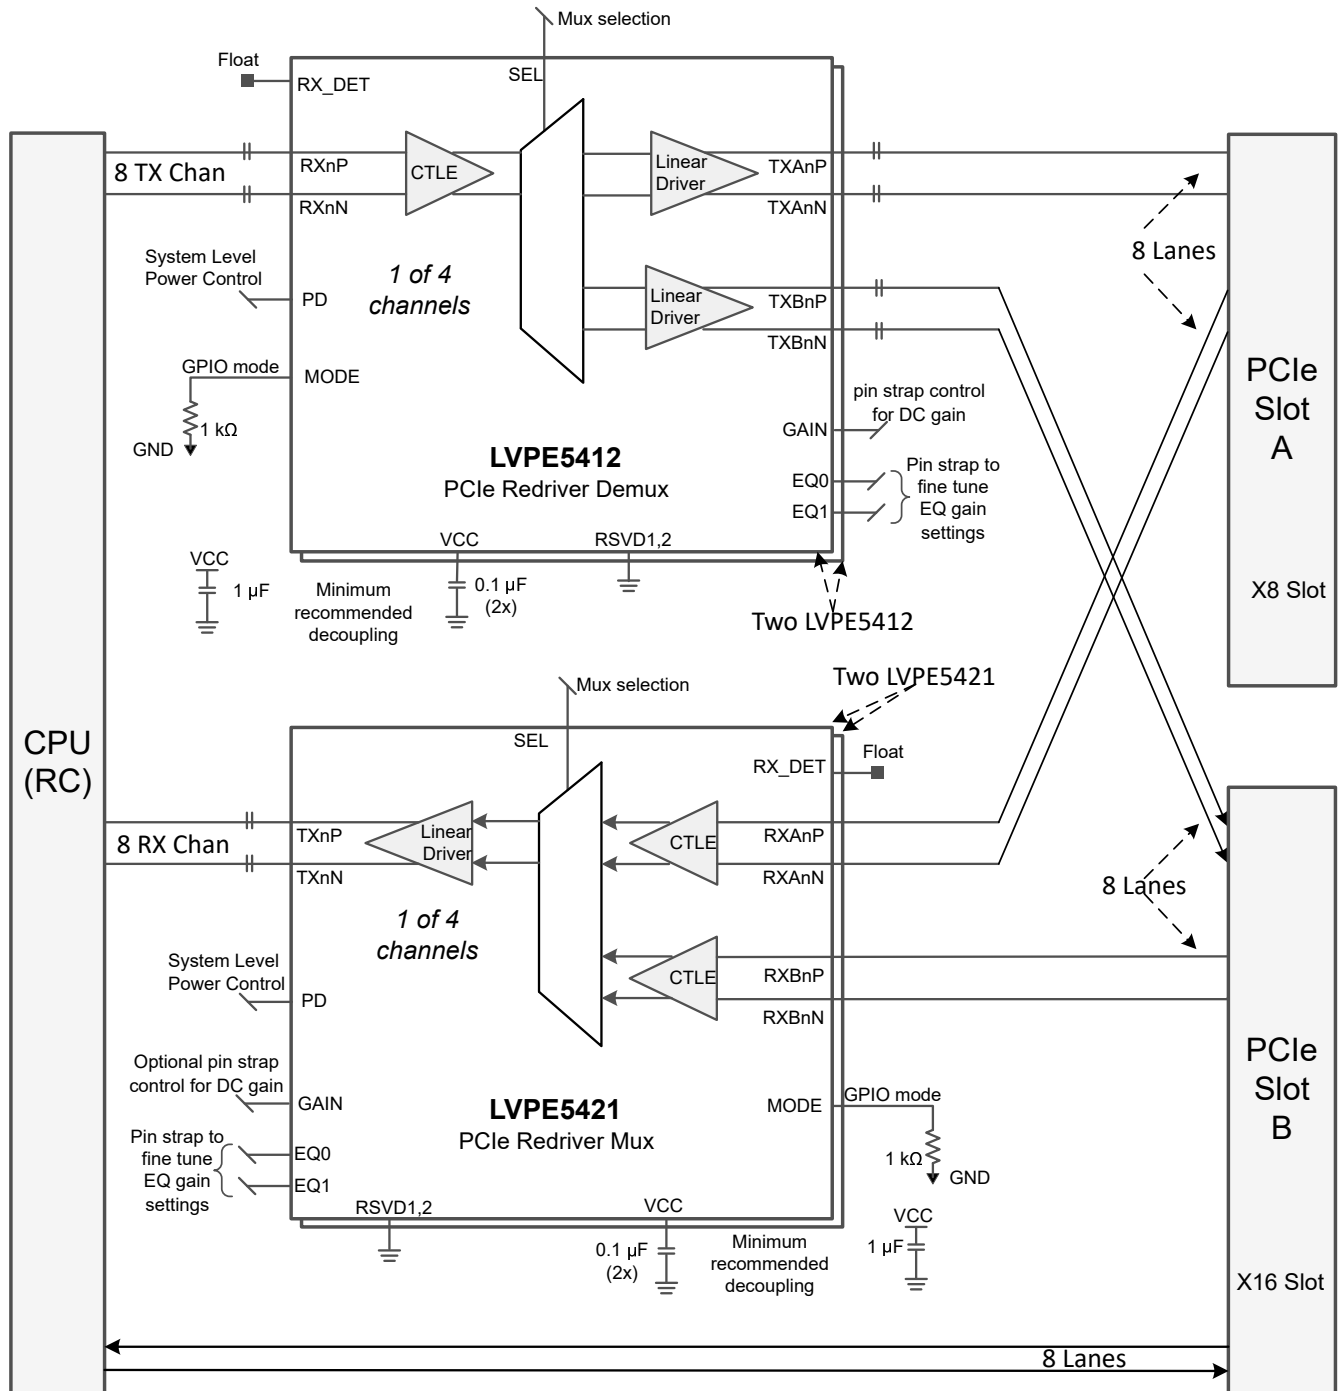 Mux selection
Float
RX_DET
SEL
8 TX Chan
RXnP
RXnN
CTLE
Linear
Driver
TXAnP
TXAnN
System Level
Power Control
PD
1 of 4
channels
Linear
Driver
TXBnP
TXBnN
8 Lanes
GPIO mode
MODE
1 kΩ
GND
pin strap control
for DC gain
GAIN
LVPE5412
PCIe Redriver Demux
EQ0
EQ1
Pin strap to
fine tune
EQ gain
settings
PCIe
Slot
A
X8 Slot
VCC
1 µF
Minimum
recommended
decoupling
VCC
0.1 µF
(2x)
RSVD1,2
Two LVPE5412
Two LVPE5421
CPU
(RC)
Mux selection
SEL
RX_DET
Float
8 RX Chan
TXnP
TXnN
Linear
Driver
CTLE
RXAnP
RXAnN
1 of 4
channels
CTLE
RXBnP
RXBnN
8 Lanes
System Level
Power Control
PD
Optional pin strap
control for DC gain
GAIN
Pin strap to
fine tune
EQ gain
settings
EQ0
EQ1
LVPE5421
PCIe Redriver Mux
MODE
GPIO mode
1 kΩ
GND
RSVD1,2
VCC
0.1 µF
(2x)
Minimum
recommended
decoupling
VCC
1 µF
PCIe
Slot
B
X16 Slot
8 Lanes